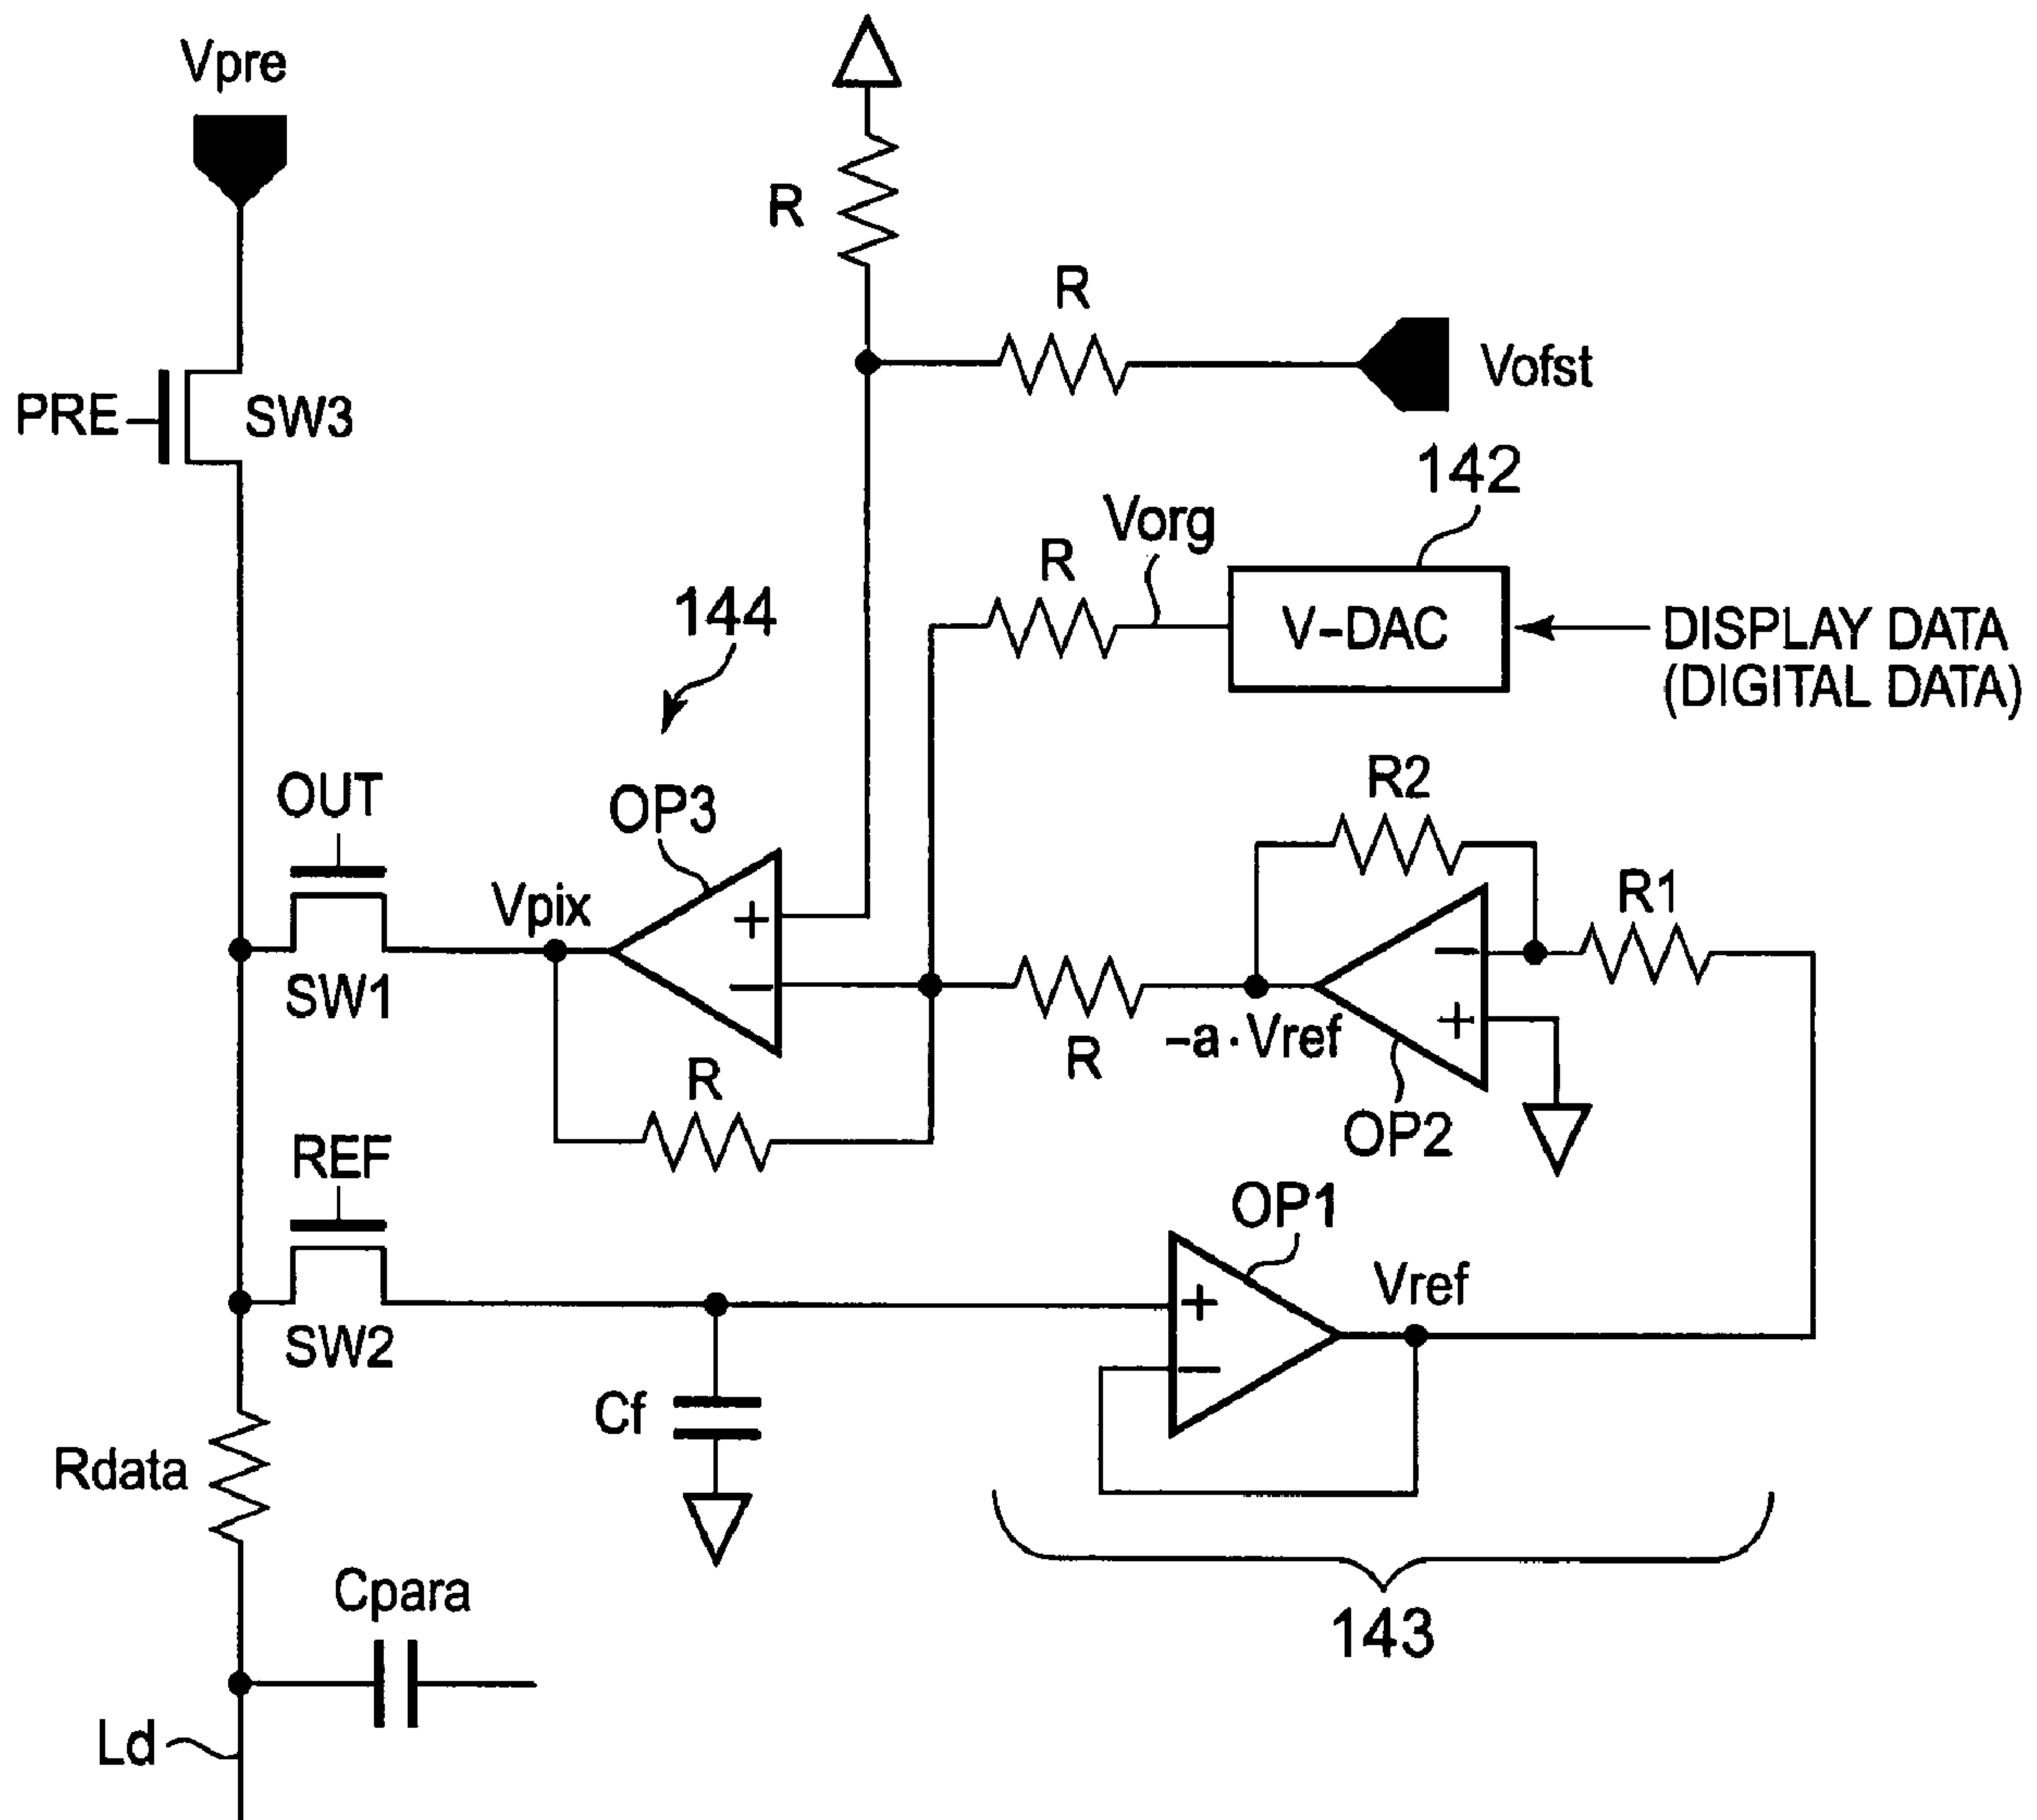 Vpre
R
R
Vofst
PRE
SW3
142
Vorg
R
V-DAC
DISPLAY DATA
(DIGITAL DATA)
144
R2
OUT
OP3
R1
Vpix
+
−
−
+
SW1
R
−a·Vref
R
OP2
REF
OP1
Vref
+
−
SW2
Cf
Rdata
Cpara
143
Ld